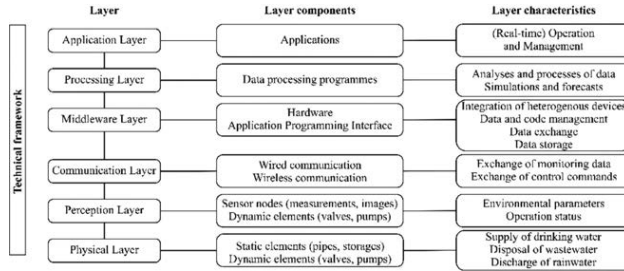 Layer
Layer components
Layer characteristics
Technical framework
Application Layer
Applications
(Real-time) Operation
and Management
Processing Layer
Data processing programmes
Analyses and processes of data
Simulations and forecasts
Middleware Layer
Hardware
Application Programming Interface
Integration of heterogenous devices
Data and code management
Data exchange
Data storage
Communication Layer
Wired communication
Wireless communication
Exchange of monitoring data
Exchange of control commands
Perception Layer
Sensor nodes (measurements, images)
Dynamic elements (valves, pumps)
Environmental parameters
Operation status
Physical Layer
Static elements (pipes, storages)
Dynamic elements (valves, pumps)
Supply of drinking water
Disposal of wastewater
Discharge of rainwater